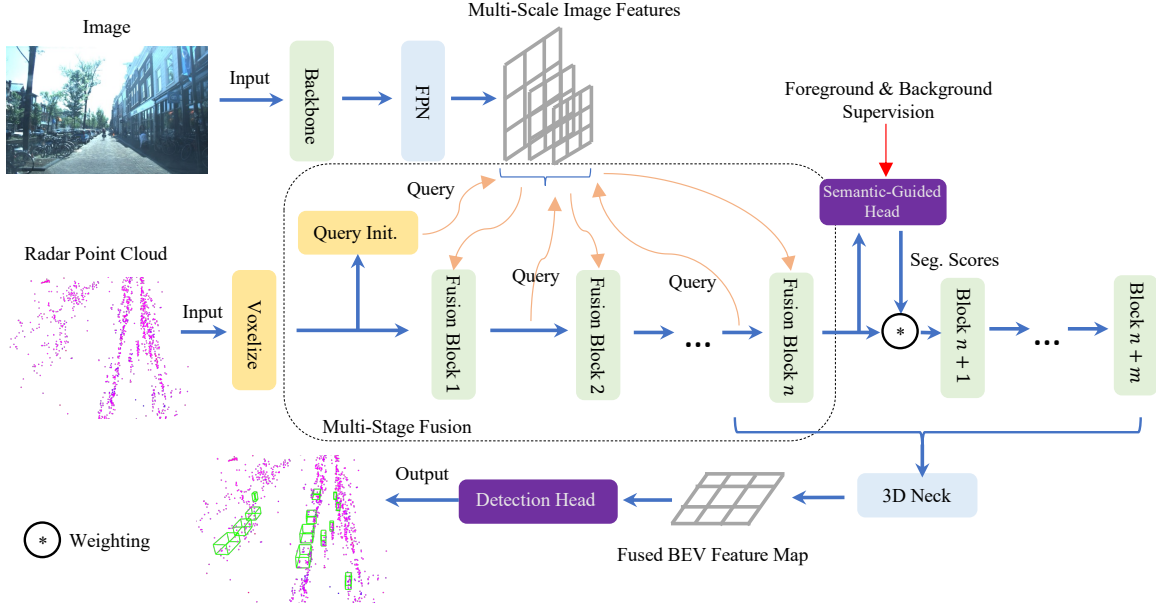 Multi-Scale Image Features
Image
Input
Backbone
FPN
Foreground & Background
Supervision
Query
Semantic-Guided
Head
Query Init.
Radar Point Cloud
Input
Voxelize
Fusion Block 1
Query
Fusion Block 2
Query
...
Fusion Block n
Seg. Scores
*
Block n + 1
...
Block n + m
Multi-Stage Fusion
Output
Detection Head
3D Neck
Fused BEV Feature Map
* Weighting